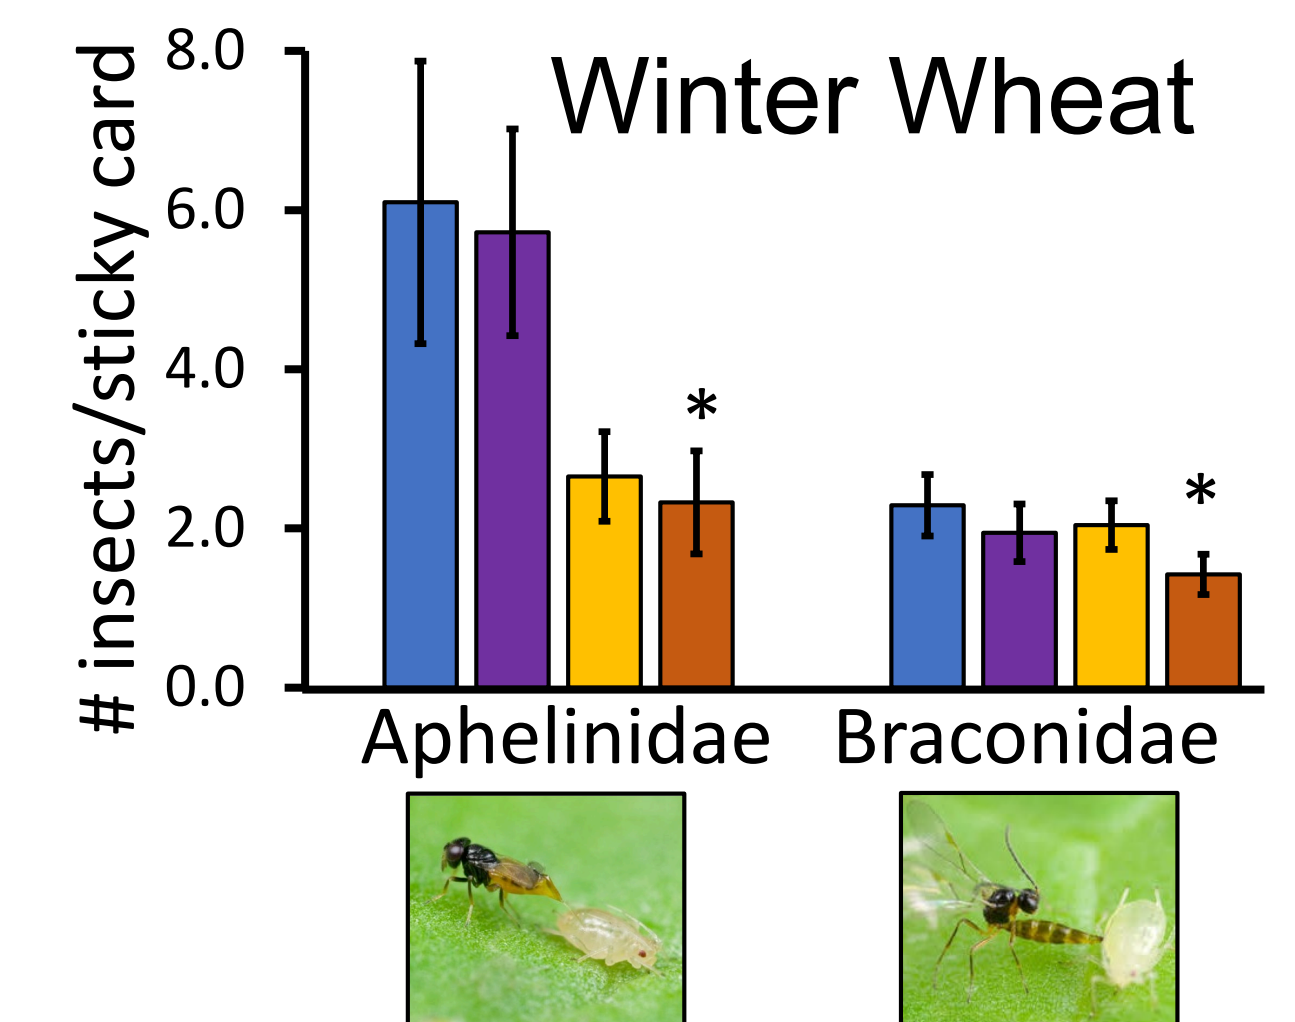 Winter Wheat
# insects/sticky card
8.0
6.0
4.0
2.0
0.0
*
*
Aphelinidae
Braconidae